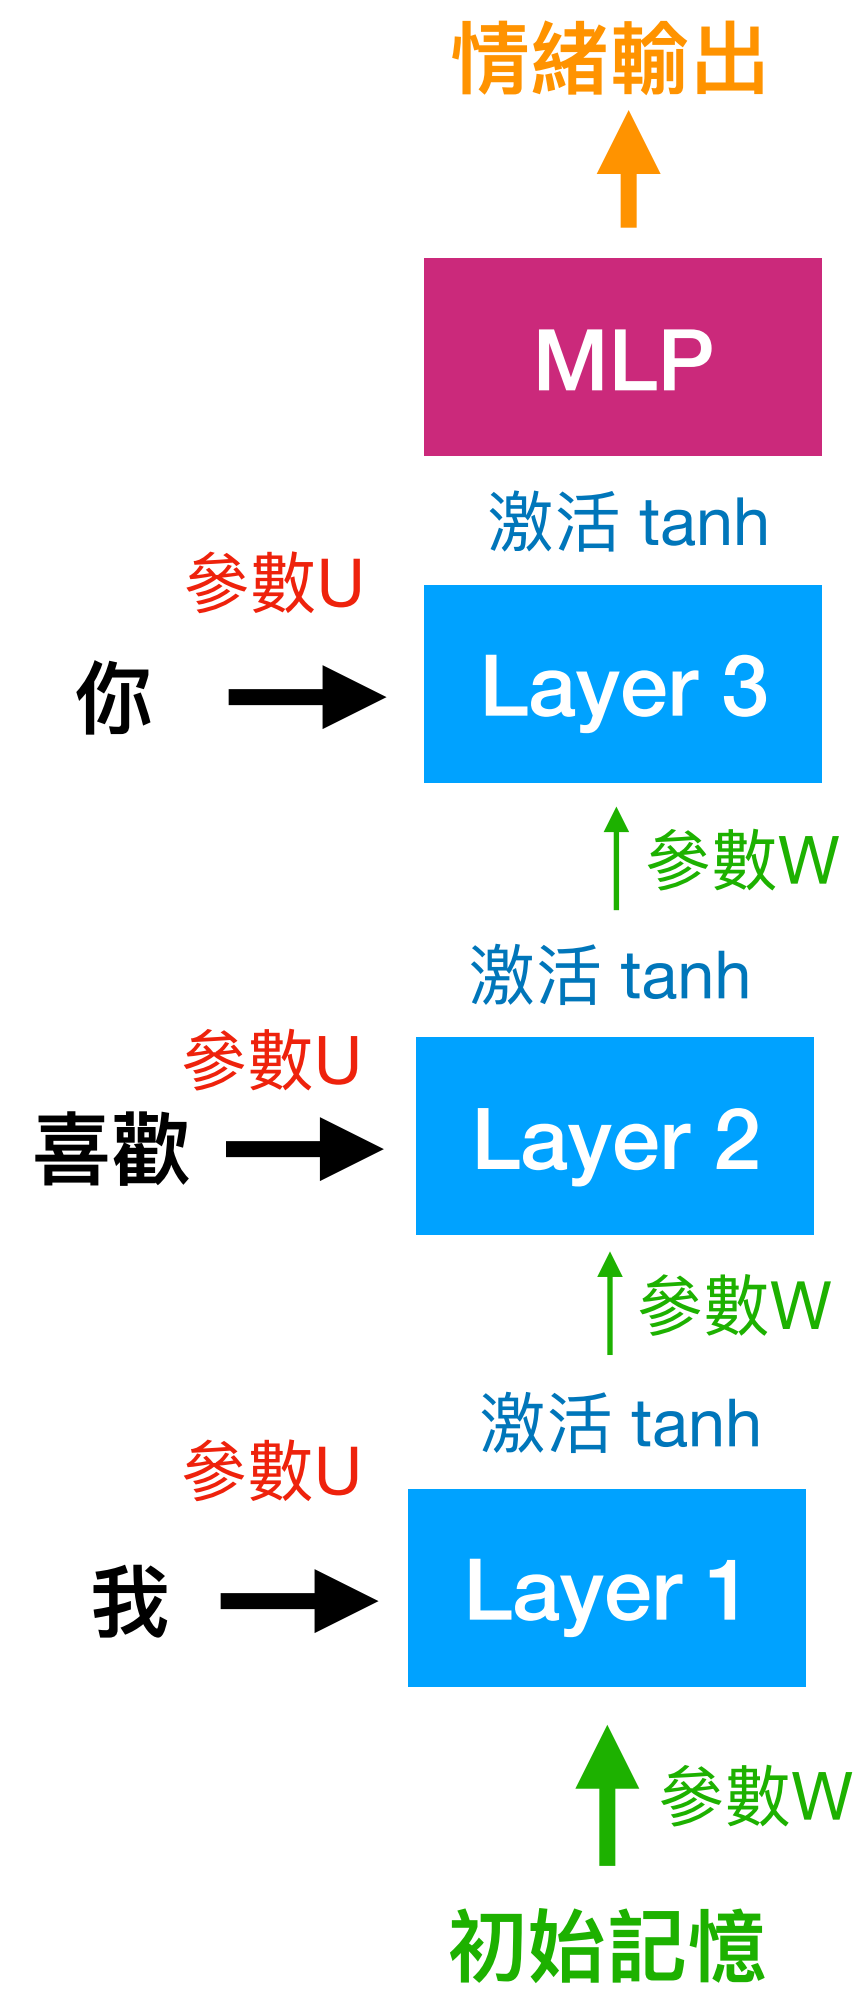 情緒輸出
MLP
激活 tanh
參數U
你
Layer 3
參數W
激活 tanh
參數U
喜歡
Layer 2
參數W
激活 tanh
參數U
我
Layer 1
參數W
初始記憶